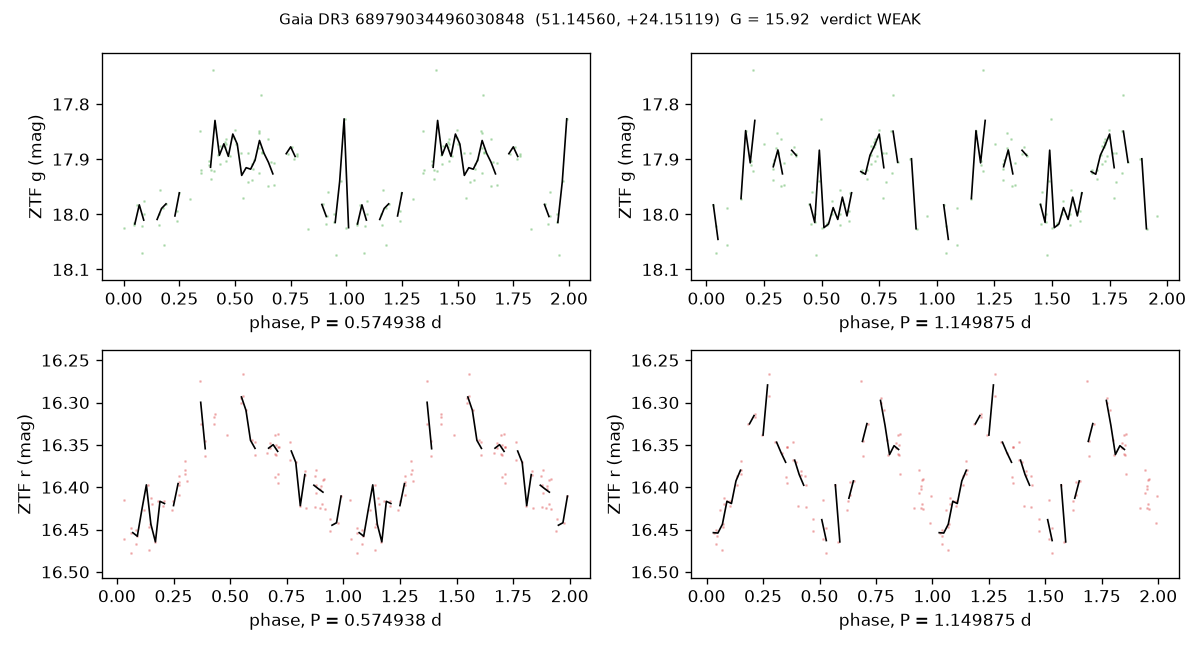 Gaia DR3 68979034496030848  (51.14560, +24.15119)  G = 15.92  verdict WEAK
ZTF g (mag)
17.8
17.9
18.0
18.1
0.00 0.25 0.50 0.75 1.00 1.25 1.50 1.75 2.00
phase, P = 0.574938 d
ZTF g (mag)
17.8
17.9
18.0
18.1
0.00 0.25 0.50 0.75 1.00 1.25 1.50 1.75 2.00
phase, P = 1.149875 d
ZTF r (mag)
16.25
16.30
16.35
16.40
16.45
16.50
0.00 0.25 0.50 0.75 1.00 1.25 1.50 1.75 2.00
phase, P = 0.574938 d
ZTF r (mag)
16.25
16.30
16.35
16.40
16.45
16.50
0.00 0.25 0.50 0.75 1.00 1.25 1.50 1.75 2.00
phase, P = 1.149875 d